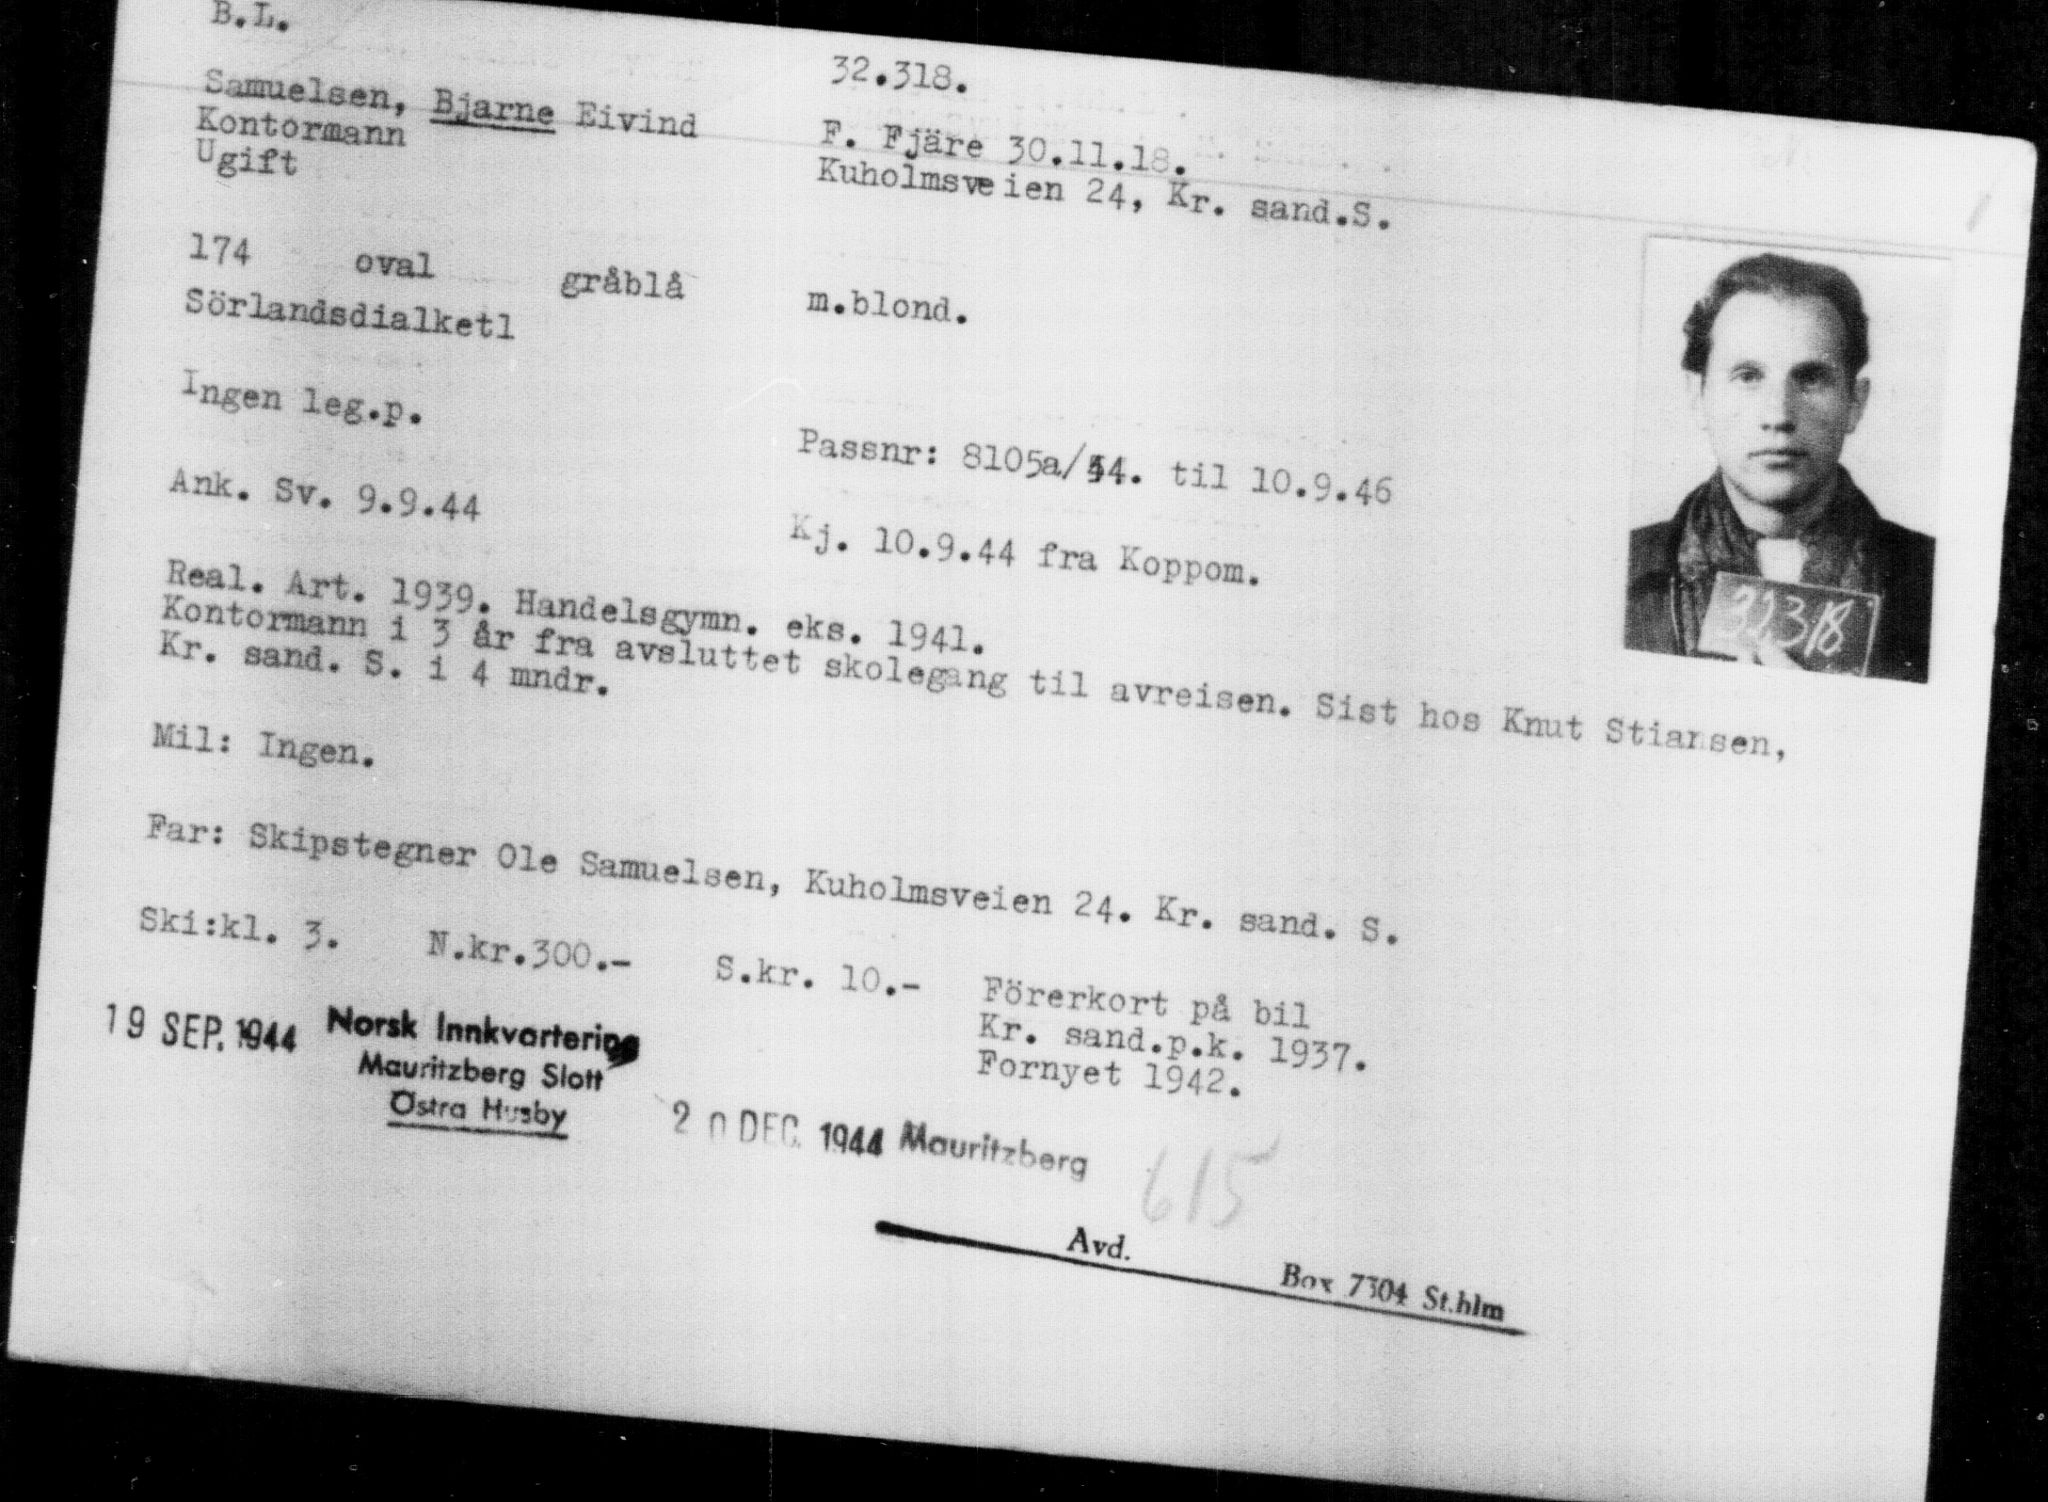 B.L.
32.318.
Samuelsen, Bjarne Eivind
Kontormann
Ugift
F. Fjäre 30.11.18.
Kuholmsveien 24, Kr. sand.S.
174 oval gråblå m.blond.
Sörlandsdialketl
Ingen leg.p.
Passnr: 8105a/44. til 10.9.46
Ank. Sv. 9.9.44
Kj. 10.9.44 fra Koppom.
Real. Art. 1939. Handelsgymn. eks. 1941.
Kontormann i 3 år fra avsluttet skolegang til avreisen. Sist hos Knut Stiansen,
Kr. sand. S. i 4 mndr.
Mil: Ingen.
Far: Skipstegner Ole Samuelsen, Kuholmsveien 24. Kr. sand. S.
Ski:kl. 3. N.kr.300.- S.kr. 10.- Förerkort på bil
Kr. sand.p.k. 1937.
Fornyet 1942.
19 SEP. 1944 Norsk Innkvartering
Mauritzberg Slott
Östra Husby
20 DEC. 1944 Mauritzberg
615
Avd. Box 7304 St.hlm
32318